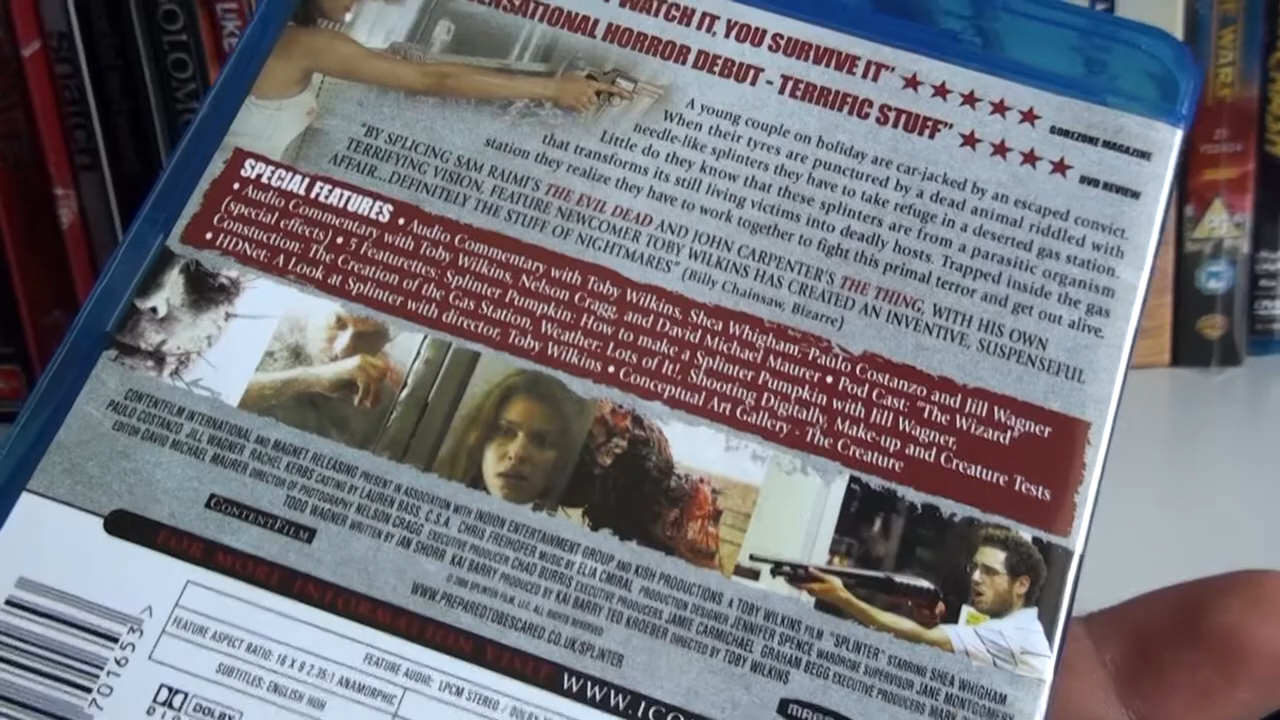 WATCH IT, YOU SURVIVE IT" ★★★★★ GOREZONE MAGAZINE
SENSATIONAL HORROR DEBUT - TERRIFIC STUFF" ★★★★ DVD REVIEW
A young couple on holiday are car-jacked by an escaped convict.
When their tyres are punctured by a dead animal riddled with
needle-like splinters they have to take refuge in a deserted gas station.
Little do they know that these splinters are from a parasitic organism
that transforms its still living victims into deadly hosts. Trapped inside the gas
station they realize they have to work together to fight this primal terror and get out alive.
"BY SPLICING SAM RAIMI'S THE EVIL DEAD AND JOHN CARPENTER'S THE THING, WITH HIS OWN
TERRIFYING VISION, FEATURE NEWCOMER TOBY WILKINS HAS CREATED AN INVENTIVE, SUSPENSEFUL
AFFAIR...DEFINITELY THE STUFF OF NIGHTMARES" (Billy Chainsaw, Bizarre)
SPECIAL FEATURES • Audio Commentary with Toby Wilkins, Shea Whigham, Paulo Costanzo and Jill Wagner
• Audio Commentary with Toby Wilkins, Nelson Cragg, and David Michael Maurer • Pod Cast: "The Wizard"
(special effects) • 5 Featurettes: Splinter Pumpkin: How to make a Splinter Pumpkin with Jill Wagner,
Constuction: The Creation of the Gas Station, Weather: Lots of It!, Shooting Digitally, Make-up and Creature Tests
• HDNet: A Look at Splinter with director, Toby Wilkins • Conceptual Art Gallery - The Creature
CONTENTFILM INTERNATIONAL AND MAGNET RELEASING PRESENT IN ASSOCIATION WITH INDION ENTERTAINMENT GROUP AND KISH PRODUCTIONS A TOBY WILKINS FILM "SPLINTER" STARRING SHEA WHIGHAM
PAULO COSTANZO JILL WAGNER RACHEL KERBS CASTING BY LAUREN BASS, C.S.A. CHRIS FREIHOFER MUSIC BY ELIA CMIRAL PRODUCTION DESIGNER JENNIFER SPENCE WARDROBE SUPERVISOR JANE MONTGOMERY
EDITOR DAVID MICHAEL MAURER DIRECTOR OF PHOTOGRAPHY NELSON CRAGG EXECUTIVE PRODUCER CHAD BURRIS EXECUTIVE PRODUCERS JAMIE CARMICHAEL GRAHAM BEGG EXECUTIVE PRODUCERS
TODD WAGNER WRITTEN BY IAN SHORR KAI BARRY PRODUCED BY KAI BARRY TED KROEBER DIRECTED BY TOBY WILKINS
© 2008 SPLINTER FILM, LLC. ALL RIGHTS RESERVED
CONTENTFILM
WWW.PREPAREDTOBESCARED.CO.UK/SPLINTER
FOR MORE INFORMATION VISIT WWW.ICO
FEATURE ASPECT RATIO: 16 X 9 2.35:1 ANAMORPHIC
FEATURE AUDIO: LPCM STEREO / DOLBY
SUBTITLES: ENGLISH HOH
DOLBY
701653>
Snatch